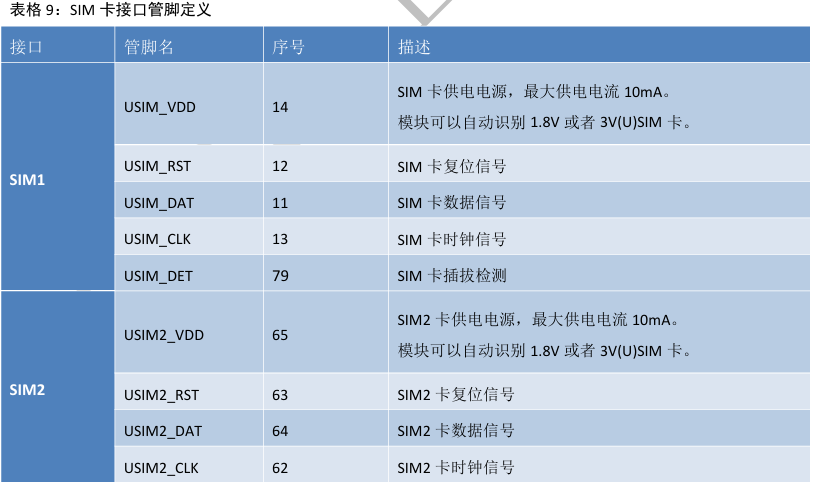 表格 9：SIM 卡接口管脚定义
接口 管脚名 序号 描述
SIM1
USIM_VDD 14 SIM 卡供电电源，最大供电电流 10mA。
模块可以自动识别 1.8V 或者 3V(U)SIM 卡。
USIM_RST 12 SIM 卡复位信号
USIM_DAT 11 SIM 卡数据信号
USIM_CLK 13 SIM 卡时钟信号
USIM_DET 79 SIM 卡插拔检测
SIM2
USIM2_VDD 65 SIM2 卡供电电源，最大供电电流 10mA。
模块可以自动识别 1.8V 或者 3V(U)SIM 卡。
USIM2_RST 63 SIM2 卡复位信号
USIM2_DAT 64 SIM2 卡数据信号
USIM2_CLK 62 SIM2 卡时钟信号